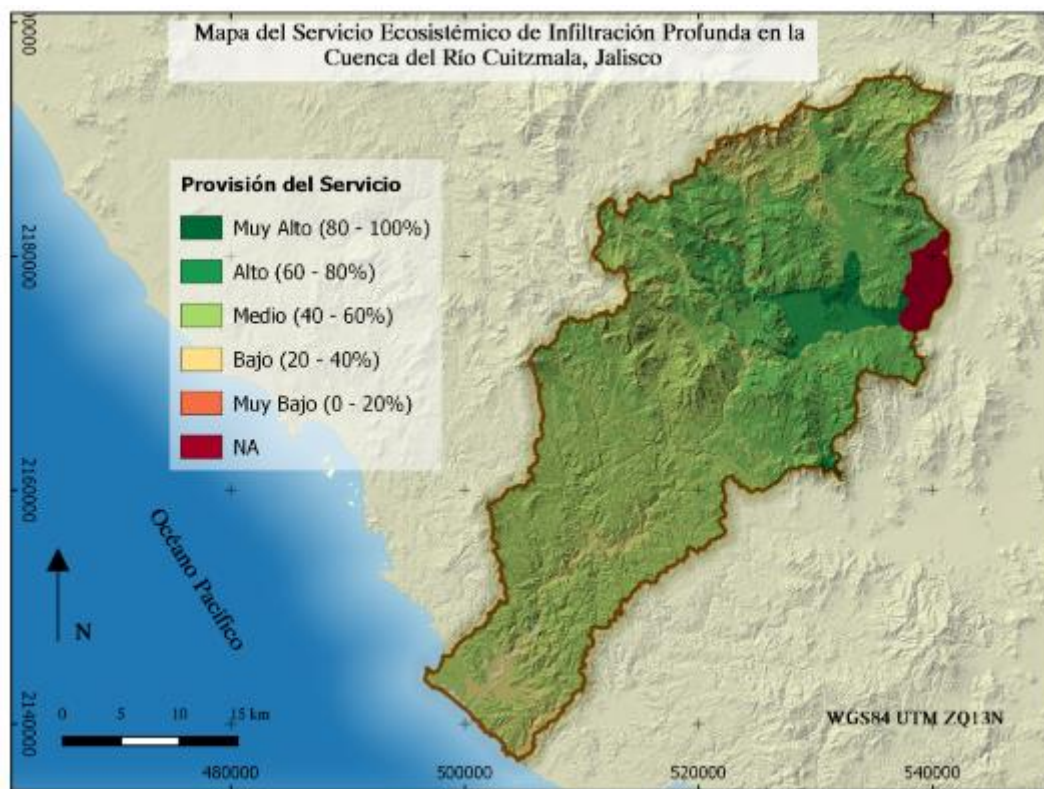 Mapa del Servicio Ecosistémico de Infiltración Profunda en la
Cuenca del Río Cuitzmala, Jalisco
Provisión del Servicio
Muy Alto (80 - 100%)
Alto (60 - 80%)
Medio (40 - 60%)
Bajo (20 - 40%)
Muy Bajo (0 - 20%)
NA
2180000
2160000
2140000
Océano Pacífico
N
0 5 10 15 km
WGS84 UTM ZQ13N
480000 500000 520000 540000